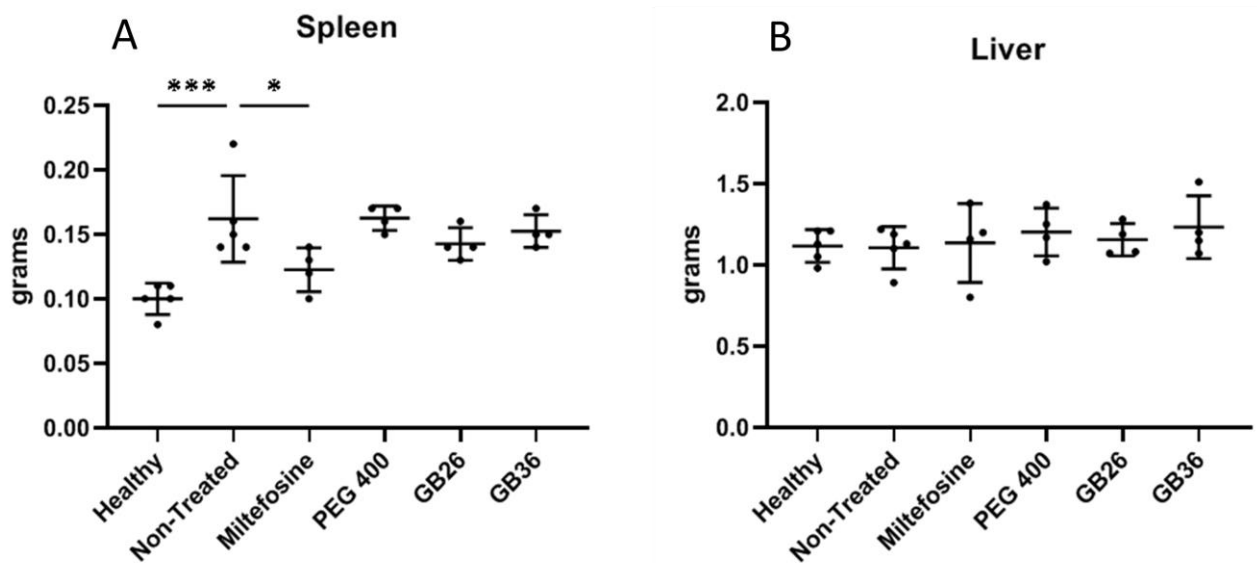 A
Spleen
***
*
0.25
0.20
0.15
0.10
0.05
0.00
grams
Healthy
Non-Treated
Miltefosine
PEG 400
GB26
GB36
B
Liver
2.0
1.5
1.0
0.5
0.0
grams
Healthy
Non-Treated
Miltefosine
PEG 400
GB26
GB36